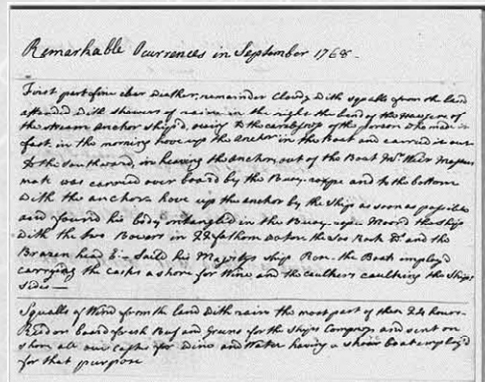 Remarkable Ocurrences in September 1768.
First part fine clear Weather, remainder Cloudy with squalls from the land
attended with showers of rain, in the night the bend of the Hawser of
the stream Anchor slip'd owing to the carelessness of the person who made it
fast, in the morning hove up the Anchor in the Boat and carried it out
to the Southward, in heaving the Anchor out of the Boat Mr. Weir Masters
mate was carried over board by the Buoy-rope and to the bottom
with the anchor. hove up the anchor by the Ship as soon as possible
and found his body intangled in the Buoy-rope. Moor'd the ship
with the two Bowers in 22 fathom water, the Loo Rock W. and the
Brazen head E. Saild his Majestys ship Rose. the Boat imploy'd
carrying the casks a shore for Wine and the caulkers caulking the Ships
sides
Squalls of Wind from the land with rain the most part of these 24 hours.
Recd on board fresh Beef and Greens for the Ships Company, and sent on
shore all our casks for Wine and Water having a shore boat employ'd
for that purpose